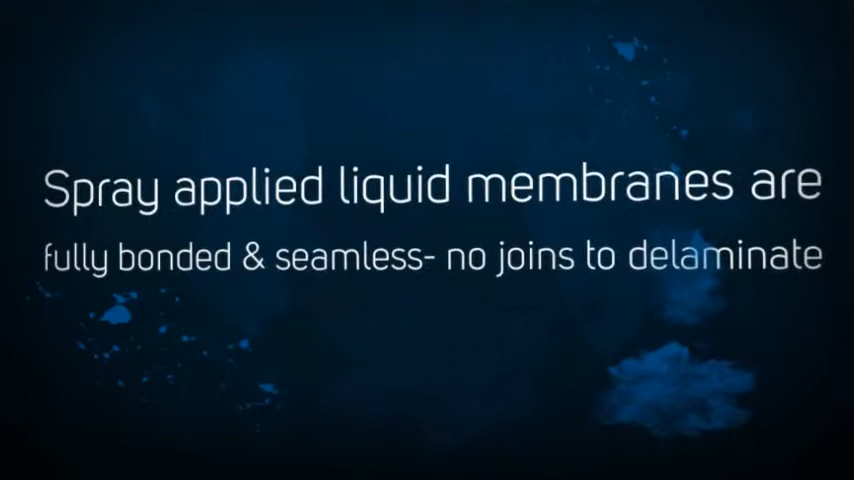 Spray applied liquid membranes are
fully bonded & seamless- no joins to delaminate